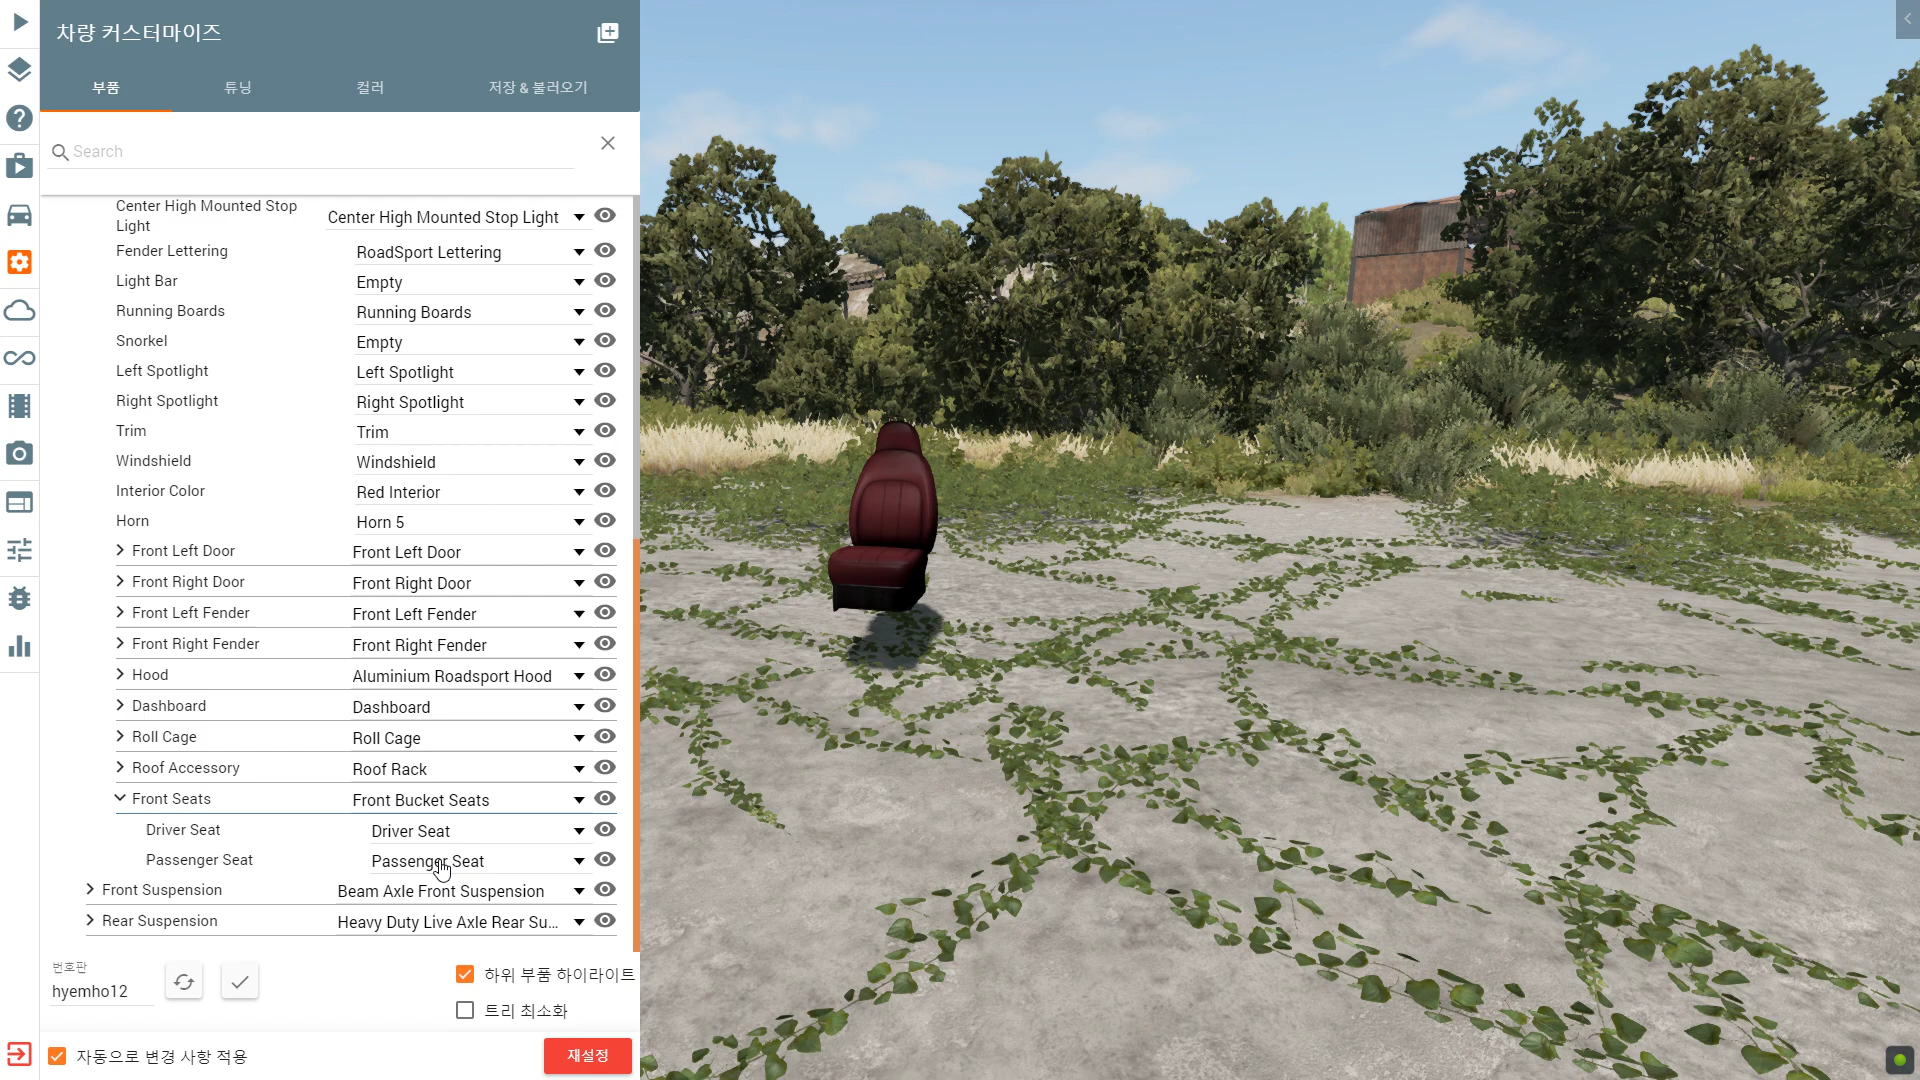 차량 커스터마이즈
부품 튜닝 컬러 저장 & 불러오기
Search
Center High Mounted Stop Light Center High Mounted Stop Light
Fender Lettering RoadSport Lettering
Light Bar Empty
Running Boards Running Boards
Snorkel Empty
Left Spotlight Left Spotlight
Right Spotlight Right Spotlight
Trim Trim
Windshield Windshield
Interior Color Red Interior
Horn Horn 5
Front Left Door Front Left Door
Front Right Door Front Right Door
Front Left Fender Front Left Fender
Front Right Fender Front Right Fender
Hood Aluminium Roadsport Hood
Dashboard Dashboard
Roll Cage Roll Cage
Roof Accessory Roof Rack
Front Seats Front Bucket Seats
Driver Seat Driver Seat
Passenger Seat Passenger Seat
Front Suspension Beam Axle Front Suspension
Rear Suspension Heavy Duty Live Axle Rear Su...
번호판
hyemho12
하위 부품 하이라이트
트리 최소화
자동으로 변경 사항 적용
재설정